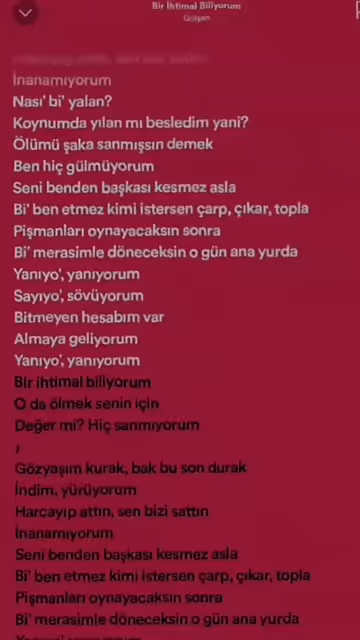 Bir İhtimal Biliyorum
Gülşen
İnanamıyorum
Nası' bi' yalan?
Koynumda yılan mı besledim yani?
Ölümü şaka sanmışsın demek
Ben hiç gülmüyorum
Seni benden başkası kesmez asla
Bi' ben etmez kimi istersen çarp, çıkar, topla
Pişmanları oynayacaksın sonra
Bi' merasimle döneceksin o gün ana yurda
Yanıyo', yanıyorum
Sayıyo', sövüyorum
Bitmeyen hesabım var
Almaya geliyorum
Yanıyo', yanıyorum
Bir ihtimal biliyorum
O da ölmek senin için
Değer mi? Hiç sanmıyorum
,
Gözyaşım kurak, bak bu son durak
İndim, yürüyorum
Harcayıp attın, sen bizi sattın
İnanamıyorum
Seni benden başkası kesmez asla
Bi' ben etmez kimi istersen çarp, çıkar, topla
Pişmanları oynayacaksın sonra
Bi' merasimle döneceksin o gün ana yurda